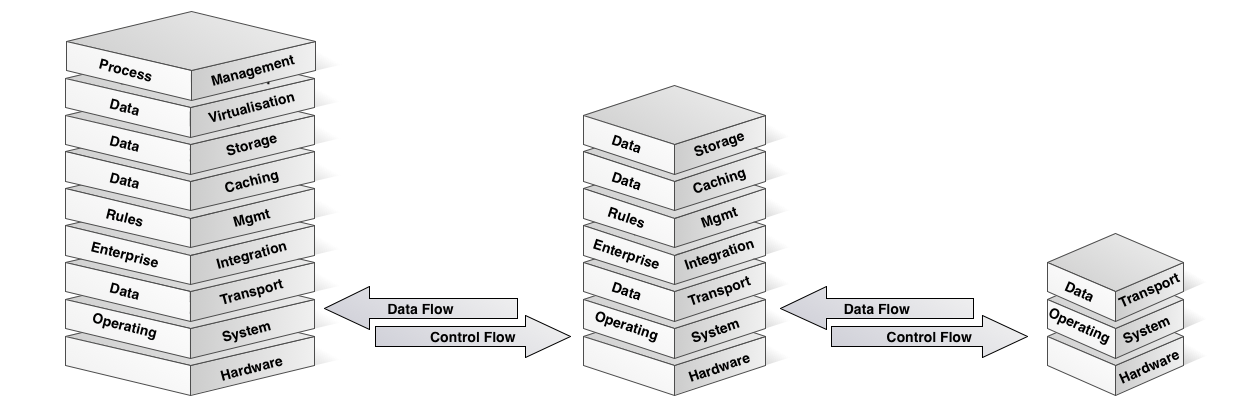 Process Management
Data Virtualisation
Data Storage
Data Caching
Rules Mgmt
Enterprise Integration
Data Transport
Operating System
Hardware
Data Flow
Control Flow
Data Storage
Data Caching
Rules Mgmt
Enterprise Integration
Data Transport
Operating System
Hardware
Data Flow
Control Flow
Data Transport
Operating System
Hardware